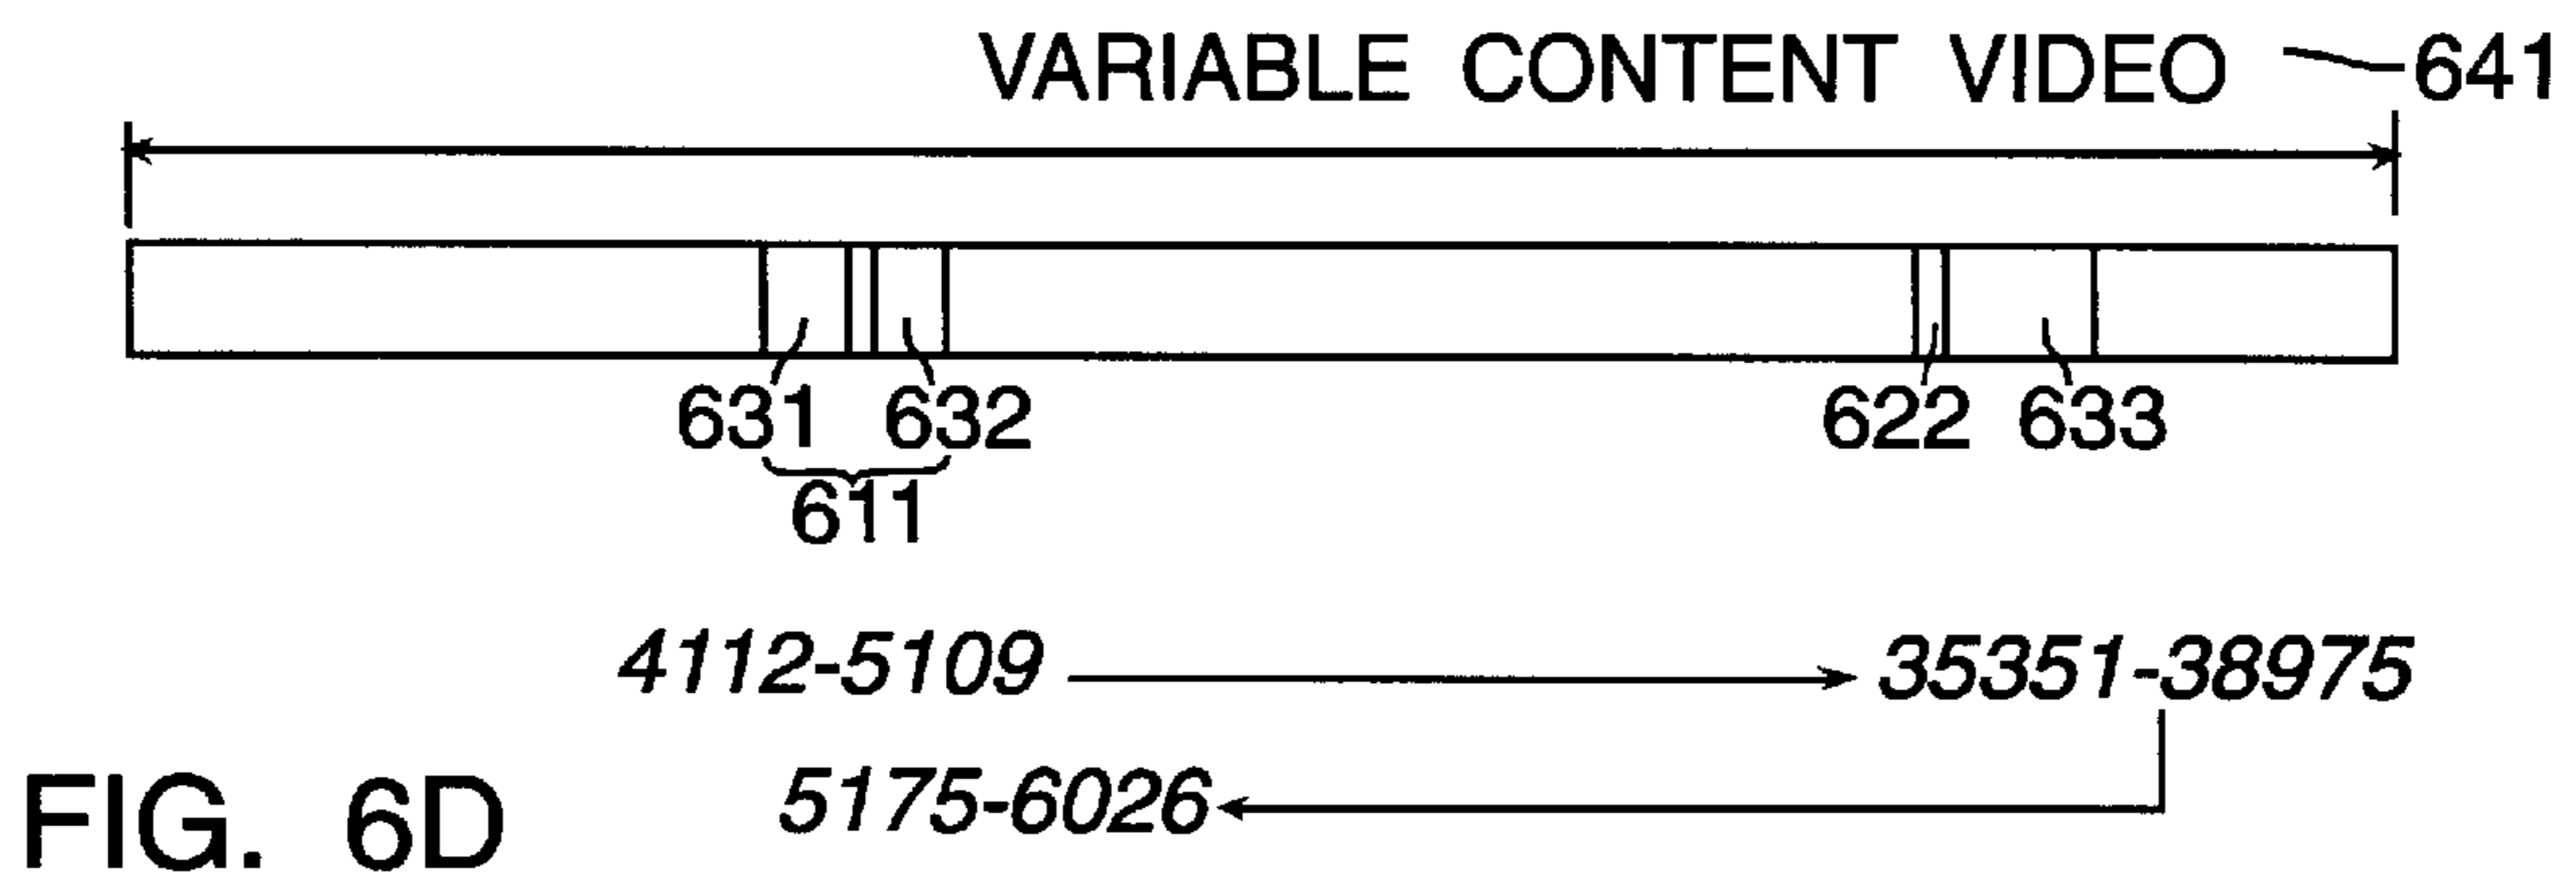 VARIABLE CONTENT VIDEO 641
631 632 622 633
611
4112-5109 35351-38975
5175-6026
FIG. 6D